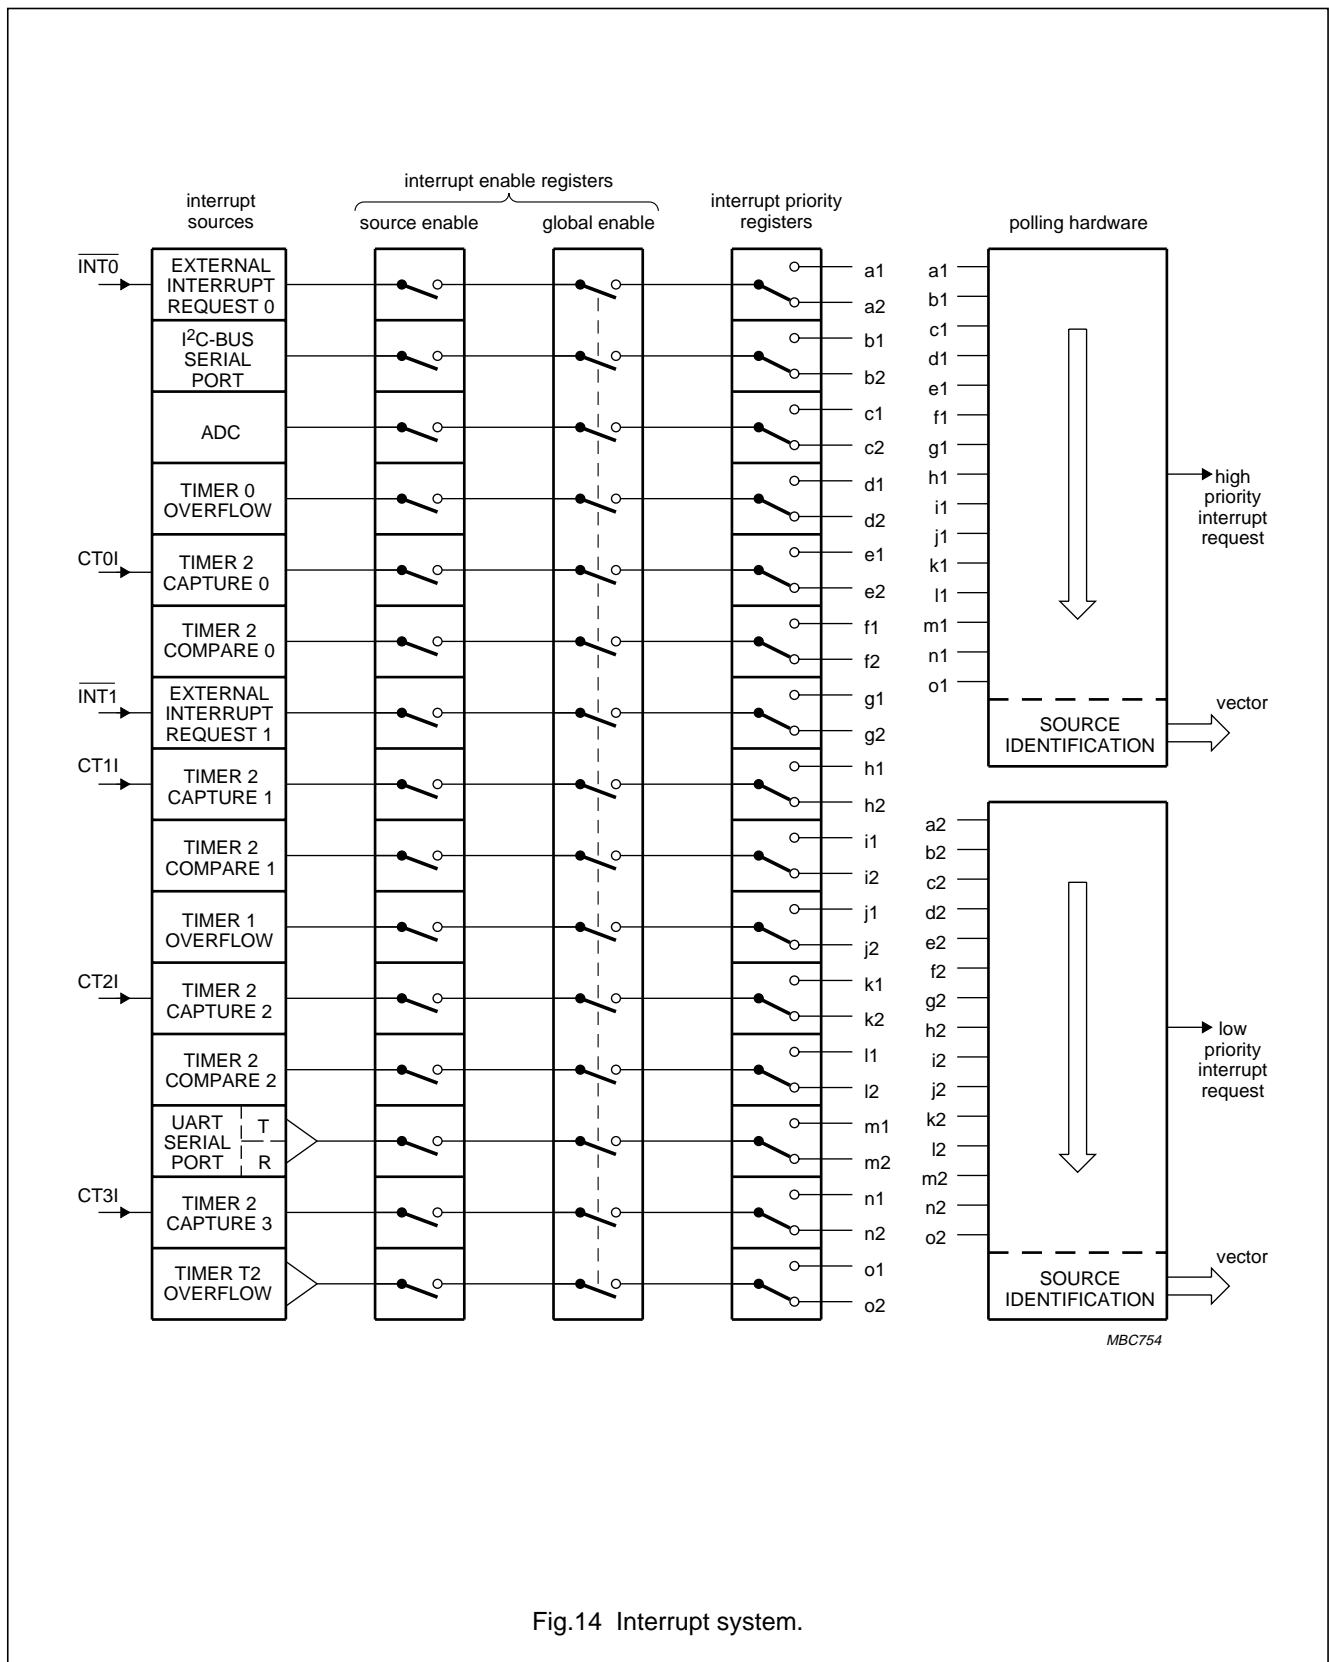 interrupt enable registers
interrupt
sources
source enable
global enable
interrupt priority
registers
polling hardware
INT0
EXTERNAL
INTERRUPT
REQUEST 0
a1
a2
I2C-BUS
SERIAL
PORT
b1
b2
ADC
c1
c2
TIMER 0
OVERFLOW
d1
d2
CT0I
TIMER 2
CAPTURE 0
e1
e2
TIMER 2
COMPARE 0
f1
f2
INT1
EXTERNAL
INTERRUPT
REQUEST 1
g1
g2
CT1I
TIMER 2
CAPTURE 1
h1
h2
TIMER 2
COMPARE 1
i1
i2
TIMER 1
OVERFLOW
j1
j2
CT2I
TIMER 2
CAPTURE 2
k1
k2
TIMER 2
COMPARE 2
l1
l2
UART
SERIAL
PORT
T
R
m1
m2
CT3I
TIMER 2
CAPTURE 3
n1
n2
TIMER T2
OVERFLOW
o1
o2
a1
b1
c1
d1
e1
f1
g1
h1
i1
j1
k1
l1
m1
n1
o1
high
priority
interrupt
request
SOURCE
IDENTIFICATION
vector
a2
b2
c2
d2
e2
f2
g2
h2
i2
j2
k2
l2
m2
n2
o2
low
priority
interrupt
request
SOURCE
IDENTIFICATION
vector
MBC754
Fig.14 Interrupt system.